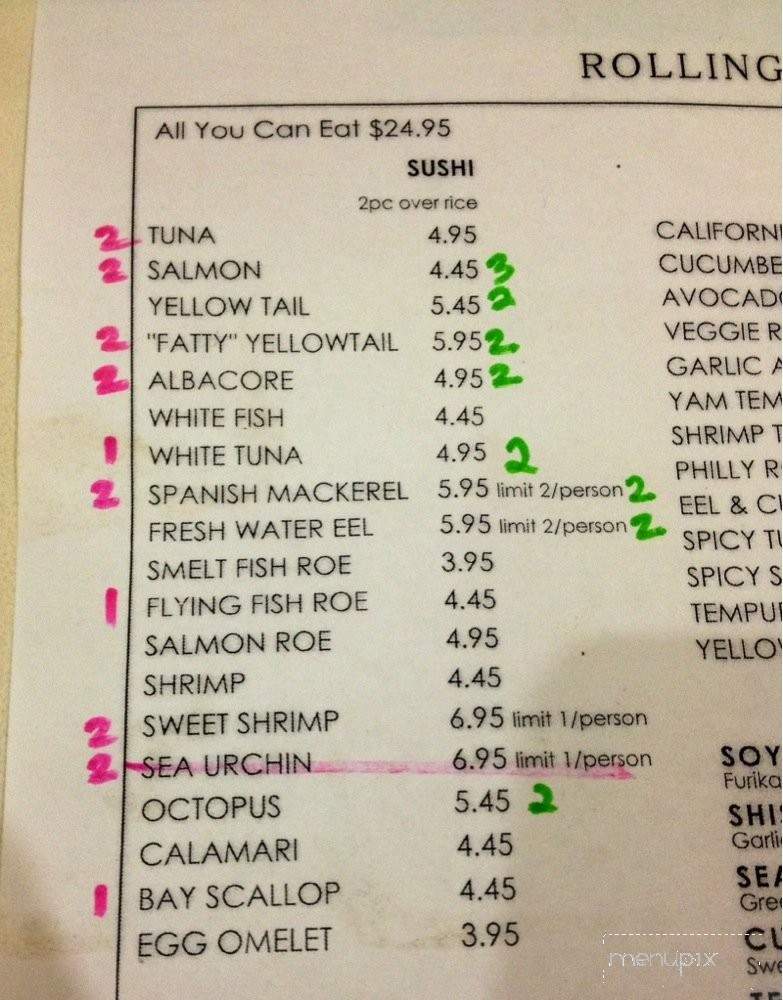 ROLLING
All You Can Eat $24.95
SUSHI
2pc over rice
2 TUNA 4.95
2 SALMON 4.45 3
YELLOW TAIL 5.45 2
2 "FATTY" YELLOWTAIL 5.95 2
2 ALBACORE 4.95 2
WHITE FISH 4.45
1 WHITE TUNA 4.95 2
2 SPANISH MACKEREL 5.95 limit 2/person 2
FRESH WATER EEL 5.95 limit 2/person 2
SMELT FISH ROE 3.95
1 FLYING FISH ROE 4.45
SALMON ROE 4.95
SHRIMP 4.45
2 SWEET SHRIMP 6.95 limit 1/person
2 SEA URCHIN 6.95 limit 1/person
OCTOPUS 5.45 2
CALAMARI 4.45
1 BAY SCALLOP 4.45
EGG OMELET 3.95
CALIFORN
CUCUMBE
AVOCAD
VEGGIE R
GARLIC A
YAM TEM
SHRIMP T
PHILLY R
EEL & CU
SPICY TU
SPICY S
TEMPU
YELLO
SOY
Furika
SHIS
Garli
SEA
Gree
CU
Swe
menupix